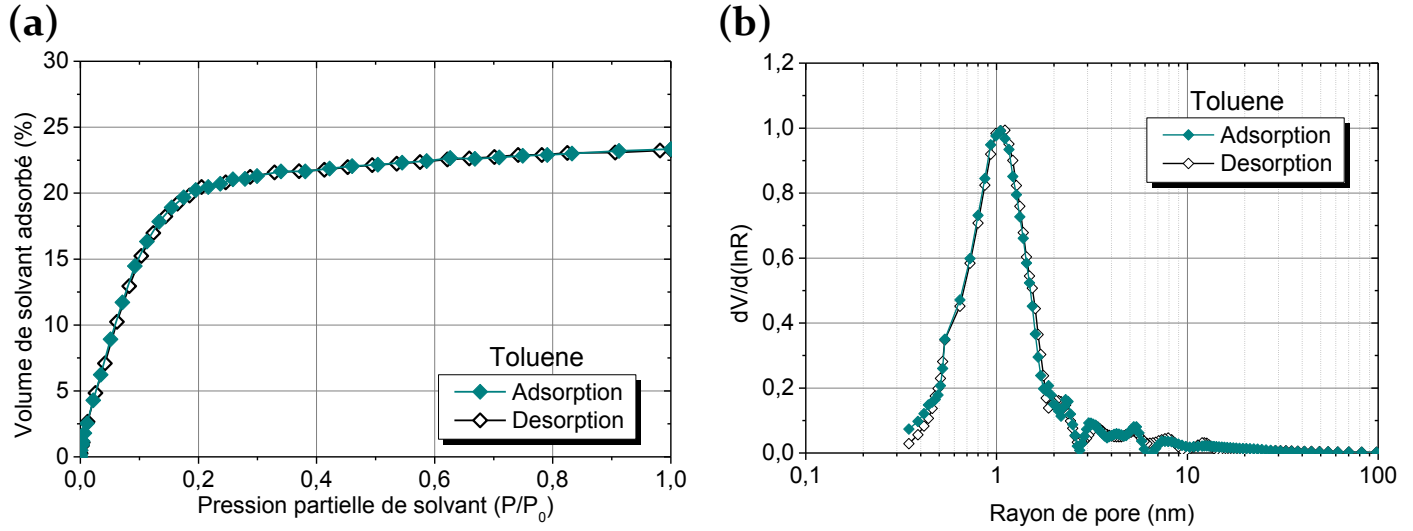 (a)
30
25
20
15
10
5
0
Volume de solvant adsorbé (%)
Toluene
Adsorption
Desorption
0,0 0,2 0,4 0,6 0,8 1,0
Pression partielle de solvant (P/P0)
(b)
1,2
1,0
0,8
0,6
0,4
0,2
0,0
dV/d(lnR)
Toluene
Adsorption
Desorption
0,1 1 10 100
Rayon de pore (nm)